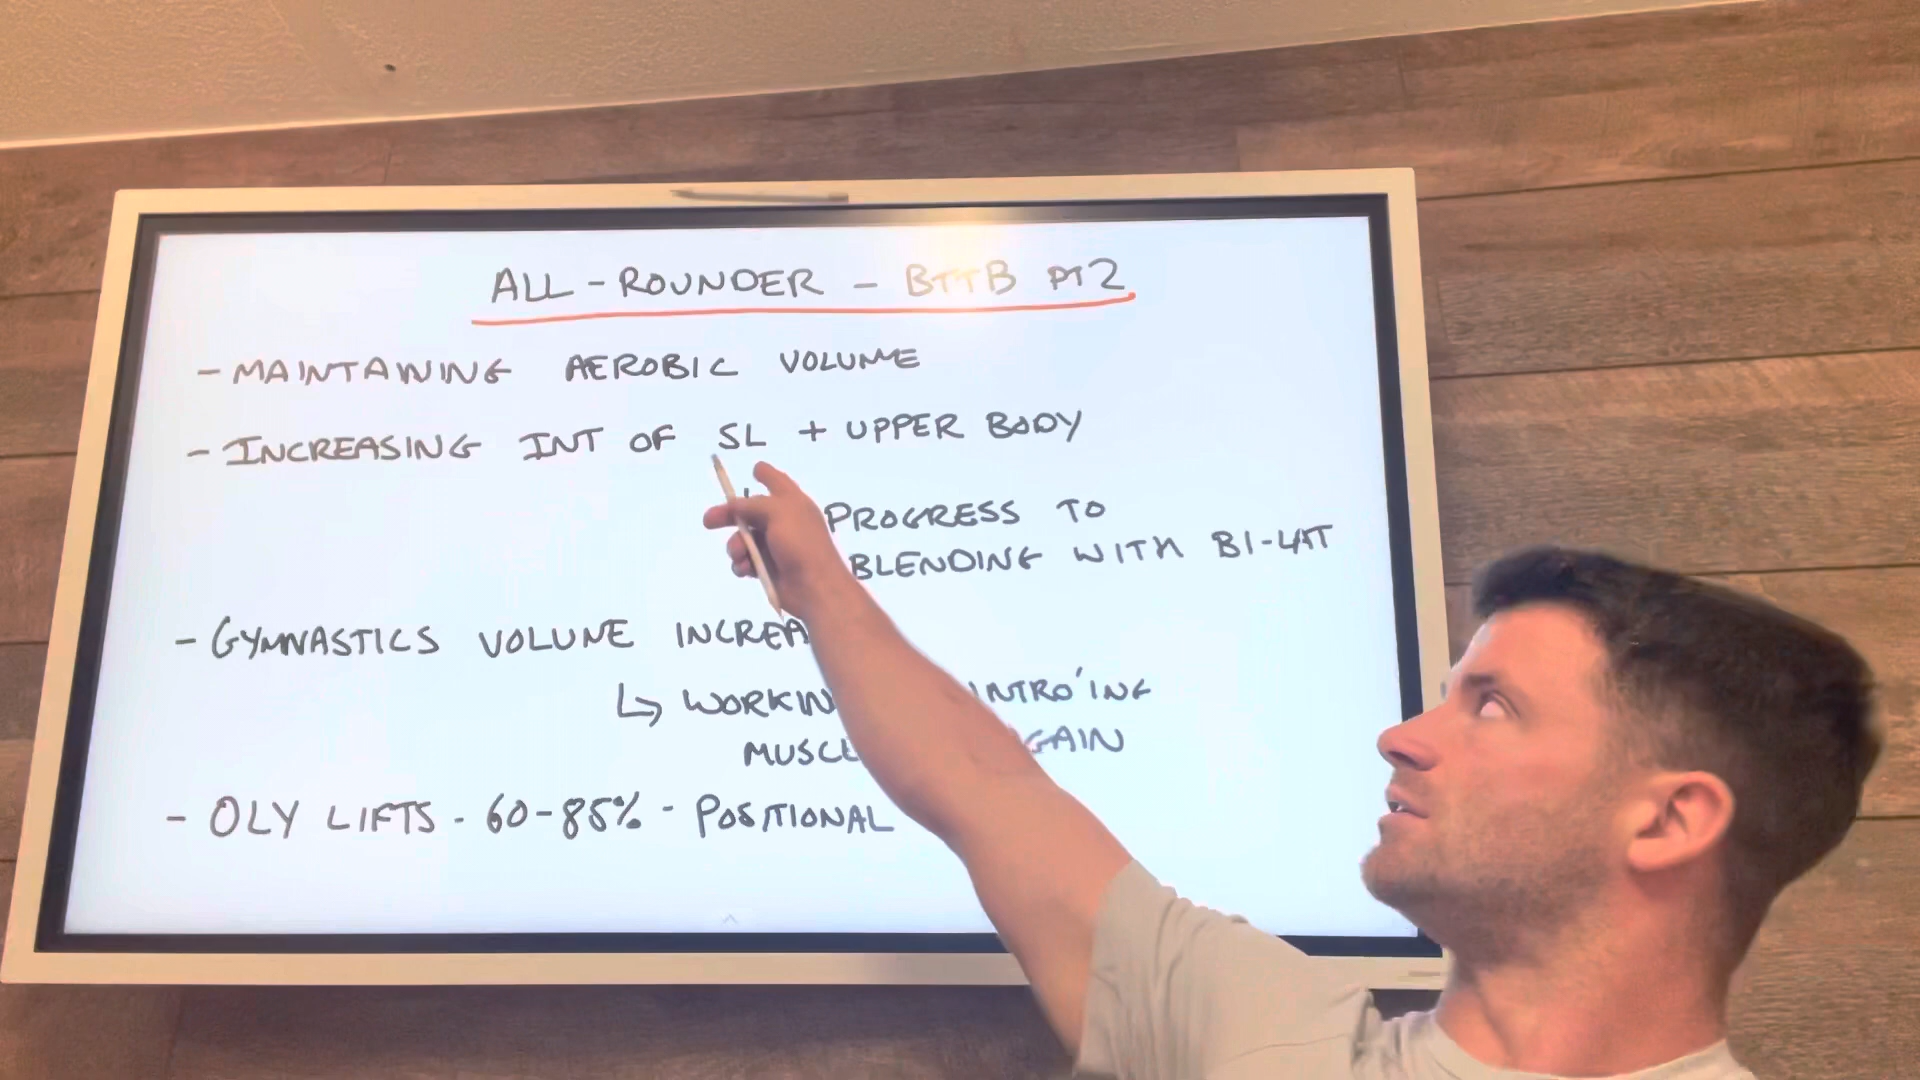 ALL-ROUNDER - BTTB PT2
- MAINTAINING AEROBIC VOLUME
- INCREASING INT OF SL + UPPER BODY
PROGRESS TO
BLENDING WITH BI-LAT
- GYMNASTICS VOLUME INCREA
↳ WORKIN INTRO'ING
MUSCL GAIN
- OLY LIFTS - 60-85% - POSITIONAL